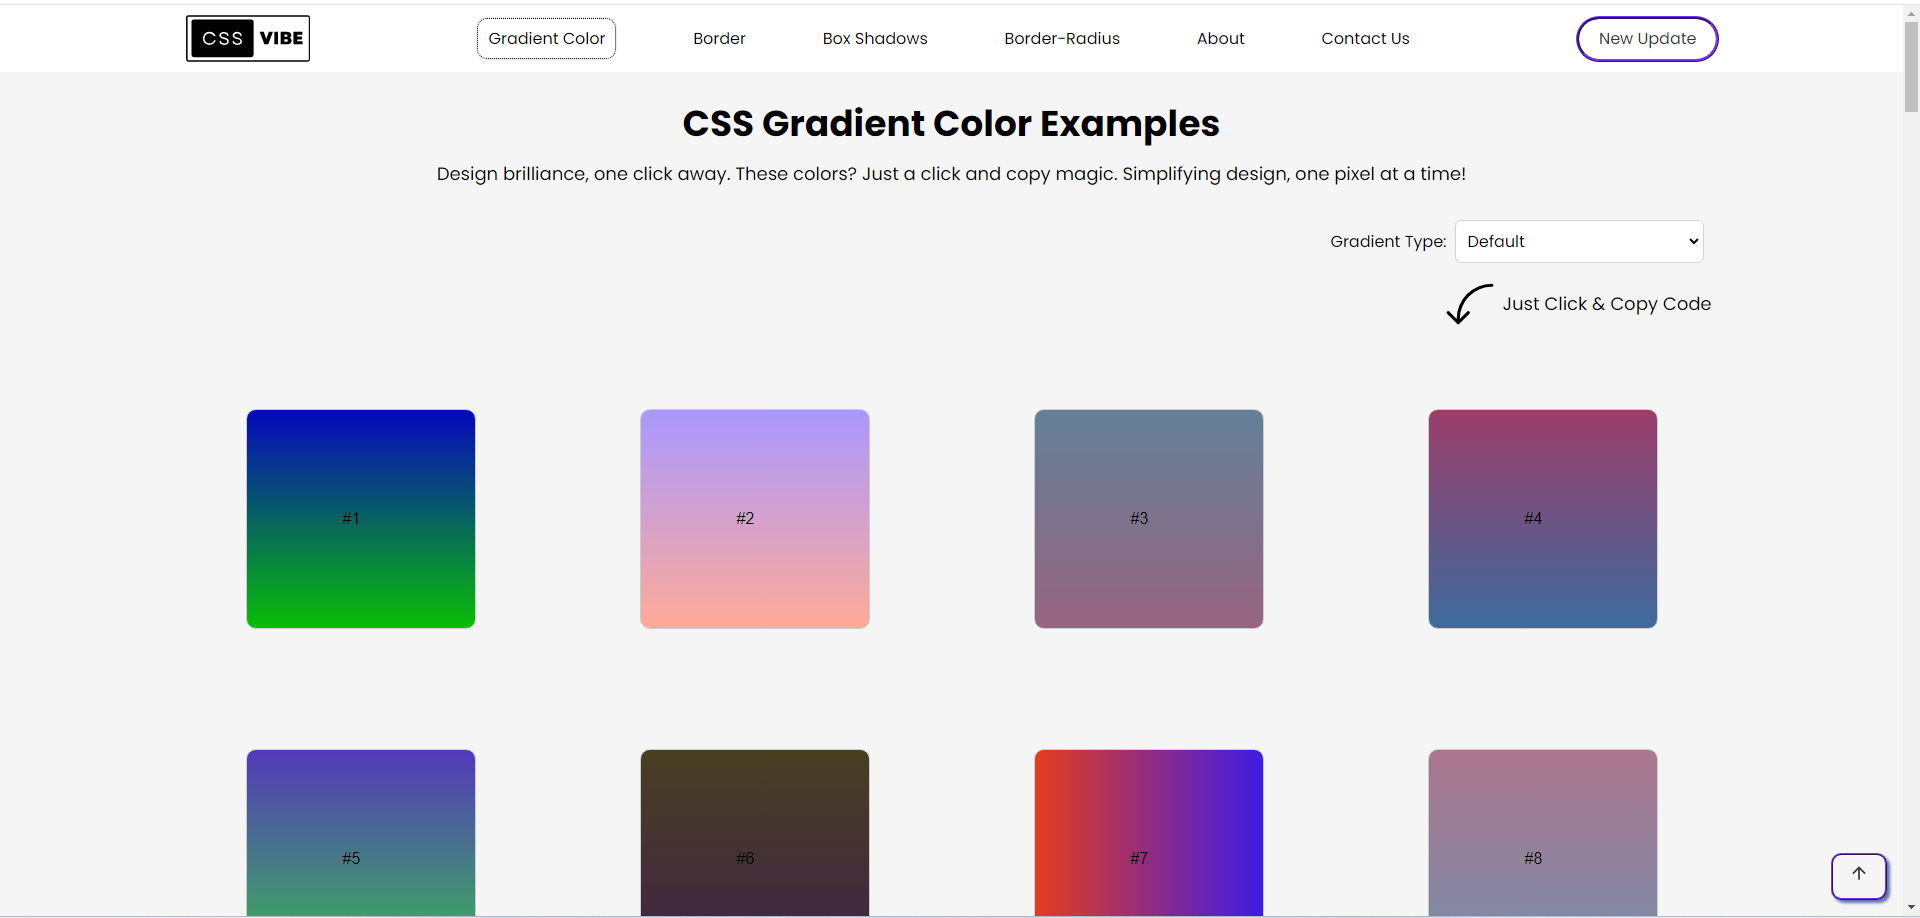 CSS VIBE
Gradient Color
Border
Box Shadows
Border-Radius
About
Contact Us
New Update
CSS Gradient Color Examples
Design brilliance, one click away. These colors? Just a click and copy magic. Simplifying design, one pixel at a time!
Gradient Type: Default
Just Click & Copy Code
#1
#2
#3
#4
#5
#6
#7
#8